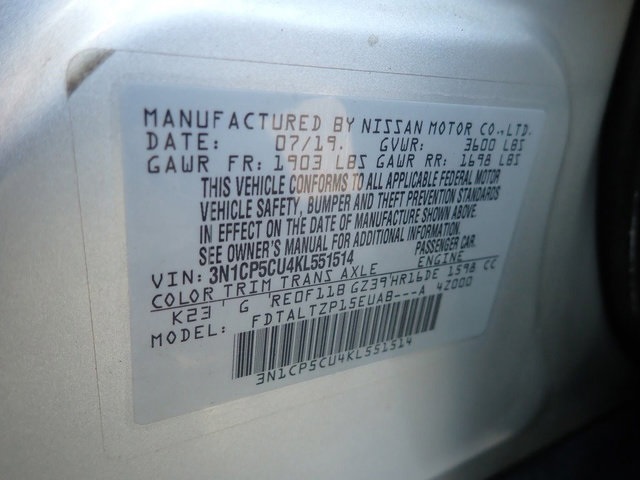 MANUFACTURED BY NISSAN MOTOR CO.,LTD.
DATE: 07/19. GVWR: 3600 LBS
GAWR FR: 1903 LBS GAWR RR: 1698 LBS
THIS VEHICLE CONFORMS TO ALL APPLICABLE FEDERAL MOTOR
VEHICLE SAFETY, BUMPER AND THEFT PREVENTION STANDARDS
IN EFFECT ON THE DATE OF MANUFACTURE SHOWN ABOVE.
SEE OWNER'S MANUAL FOR ADDITIONAL INFORMATION.
VIN: 3N1CP5CU4KL551514 PASSENGER CAR.
COLOR TRIM TRANS AXLE ENGINE
K23 G RE0F11B GZ39 HR16DE 1598 CC
MODEL: FDTALTZP15EUAB---A 4Z000
3N1CP5CU4KL551514